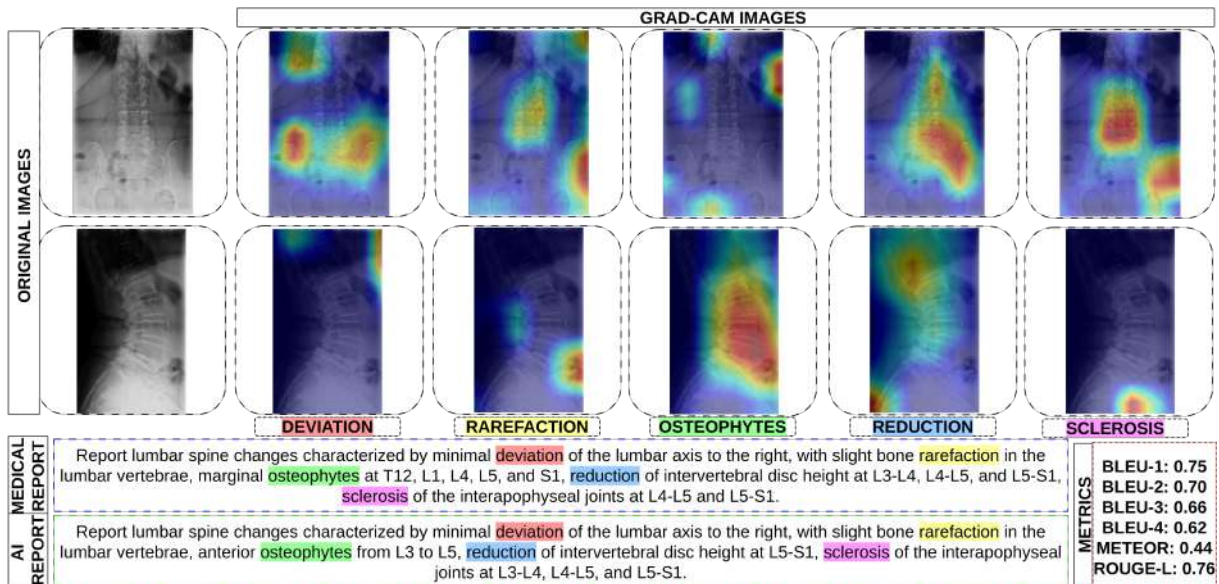 GRAD-CAM IMAGES
ORIGINAL IMAGES
DEVIATION
RAREFACTION
OSTEOPHYTES
REDUCTION
SCLEROSIS
MEDICAL
REPORT
Report lumbar spine changes characterized by minimal deviation of the lumbar axis to the right, with slight bone rarefaction in the
lumbar vertebrae, marginal osteophytes at T12, L1, L4, L5, and S1, reduction of intervertebral disc height at L3-L4, L4-L5, and L5-S1,
sclerosis of the interapophyseal joints at L4-L5 and L5-S1.
AI
REPORT
Report lumbar spine changes characterized by minimal deviation of the lumbar axis to the right, with slight bone rarefaction in the
lumbar vertebrae, anterior osteophytes from L3 to L5, reduction of intervertebral disc height at L5-S1, sclerosis of the interapophyseal
joints at L3-L4, L4-L5, and L5-S1.
METRICS
BLEU-1: 0.75
BLEU-2: 0.70
BLEU-3: 0.66
BLEU-4: 0.62
METEOR: 0.44
ROUGE-L: 0.76